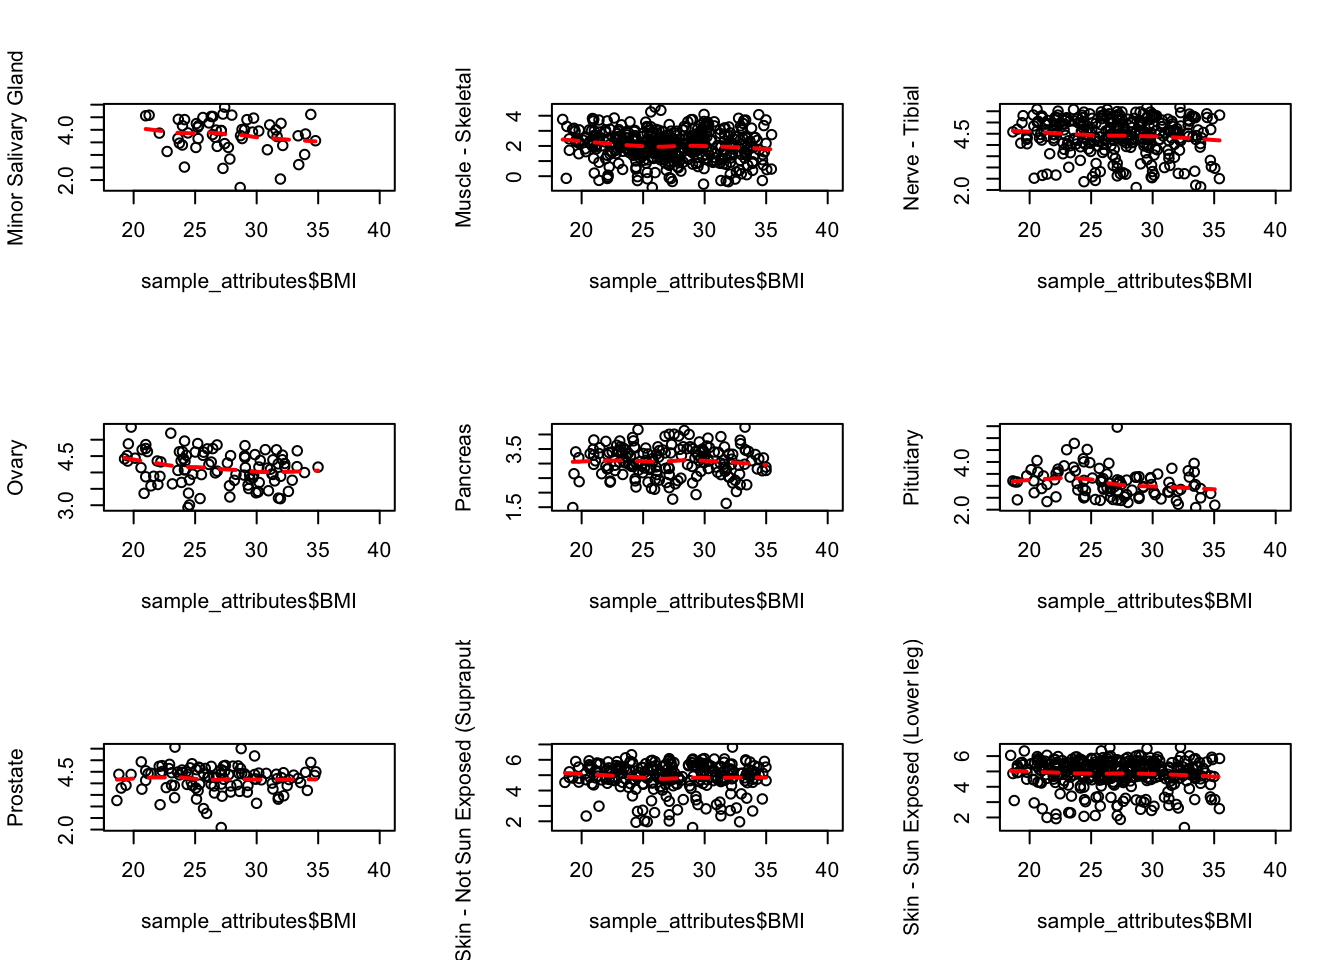 Minor Salivary Gland
4.0
2.0
20 25 30 35 40
sample_attributes$BMI
Muscle - Skeletal
4
2
0
20 25 30 35 40
sample_attributes$BMI
Nerve - Tibial
4.5
2.0
20 25 30 35 40
sample_attributes$BMI
Ovary
4.5
3.0
20 25 30 35 40
sample_attributes$BMI
Pancreas
3.5
1.5
20 25 30 35 40
sample_attributes$BMI
Pituitary
4.0
2.0
20 25 30 35 40
sample_attributes$BMI
Prostate
4.5
2.0
20 25 30 35 40
sample_attributes$BMI
Skin - Not Sun Exposed (Suprapub
6
4
2
20 25 30 35 40
sample_attributes$BMI
Skin - Sun Exposed (Lower leg)
6
4
2
20 25 30 35 40
sample_attributes$BMI